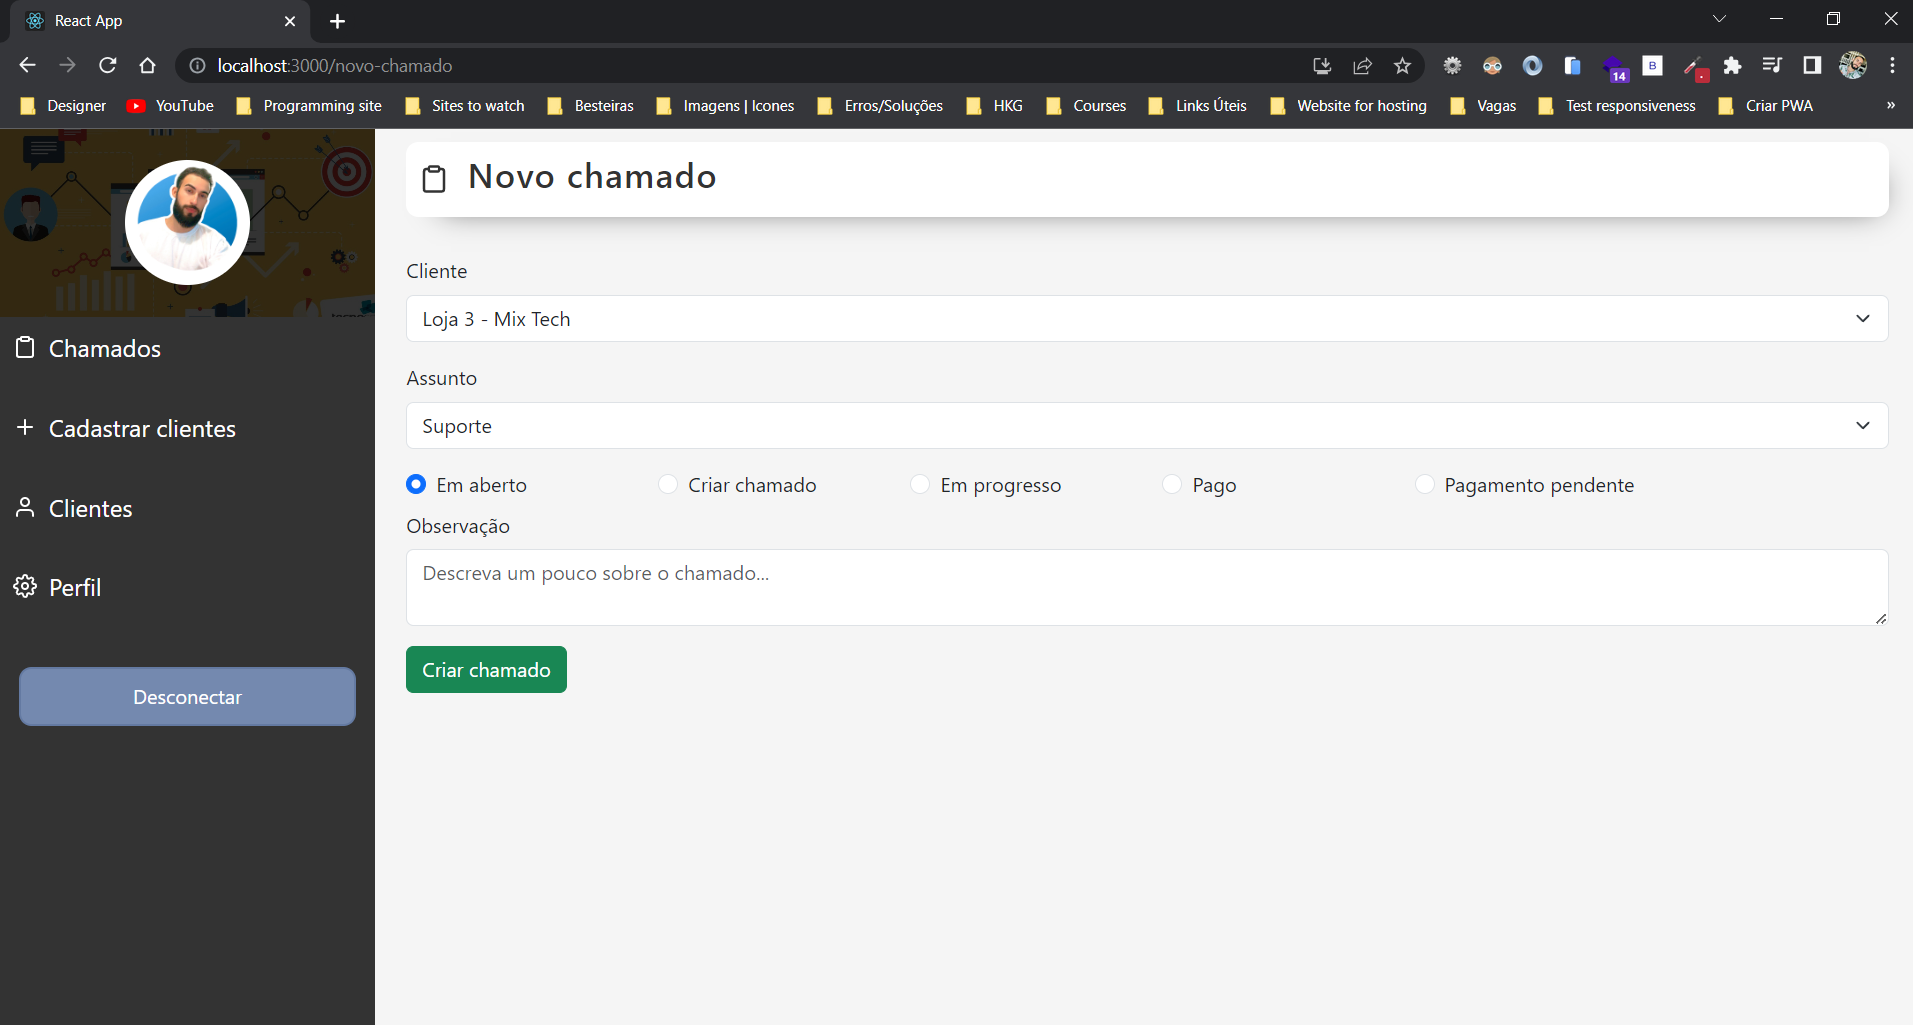 React App
localhost:3000/novo-chamado
14
B
Designer YouTube Programming site Sites to watch Besteiras Imagens | Icones Erros/Soluções HKG Courses Links Úteis Website for hosting Vagas Test responsiveness Criar PWA »
Novo chamado
Cliente
Loja 3 - Mix Tech
Assunto
Suporte
Em aberto Criar chamado Em progresso Pago Pagamento pendente
Observação
Descreva um pouco sobre o chamado...
Criar chamado
Chamados
Cadastrar clientes
Clientes
Perfil
Desconectar